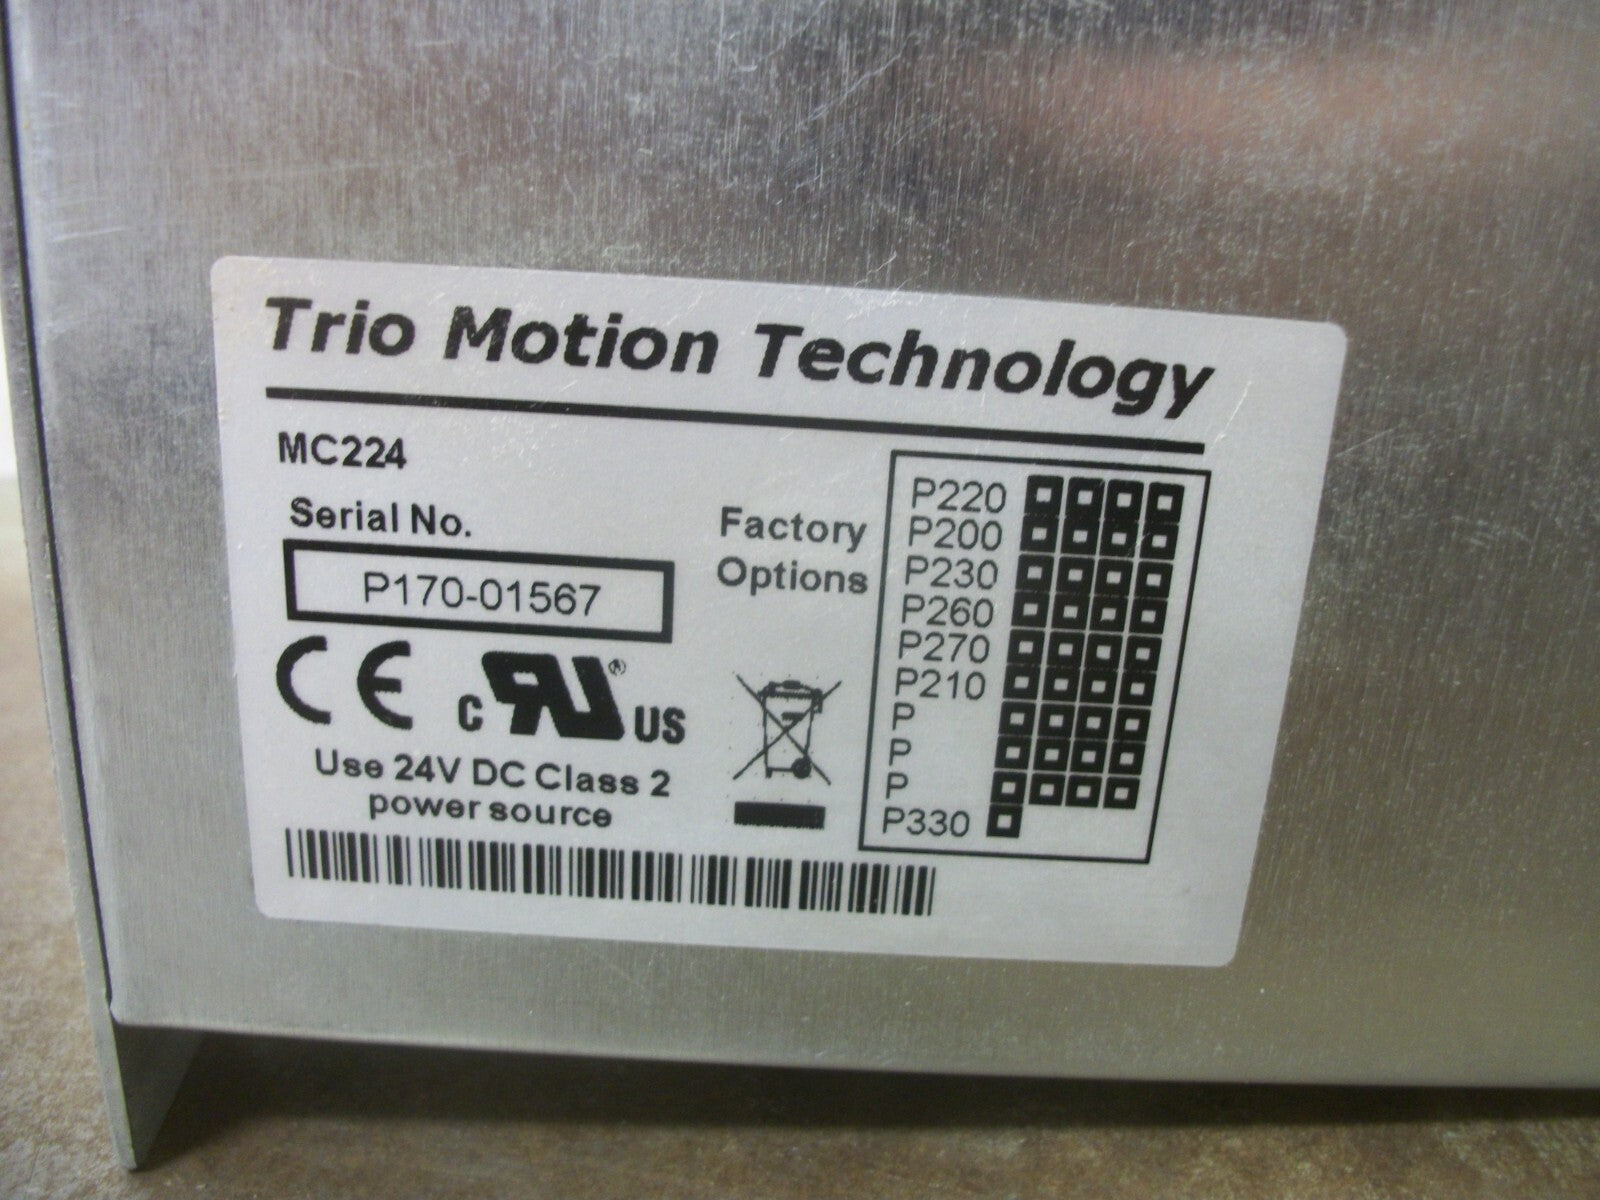 Trio Motion Technology
MC224
Serial No.
P170-01567
CE
c RU® US
Use 24V DC Class 2
power source
Factory
Options
P220
P200
P230
P260
P270
P210
P
P
P
P330